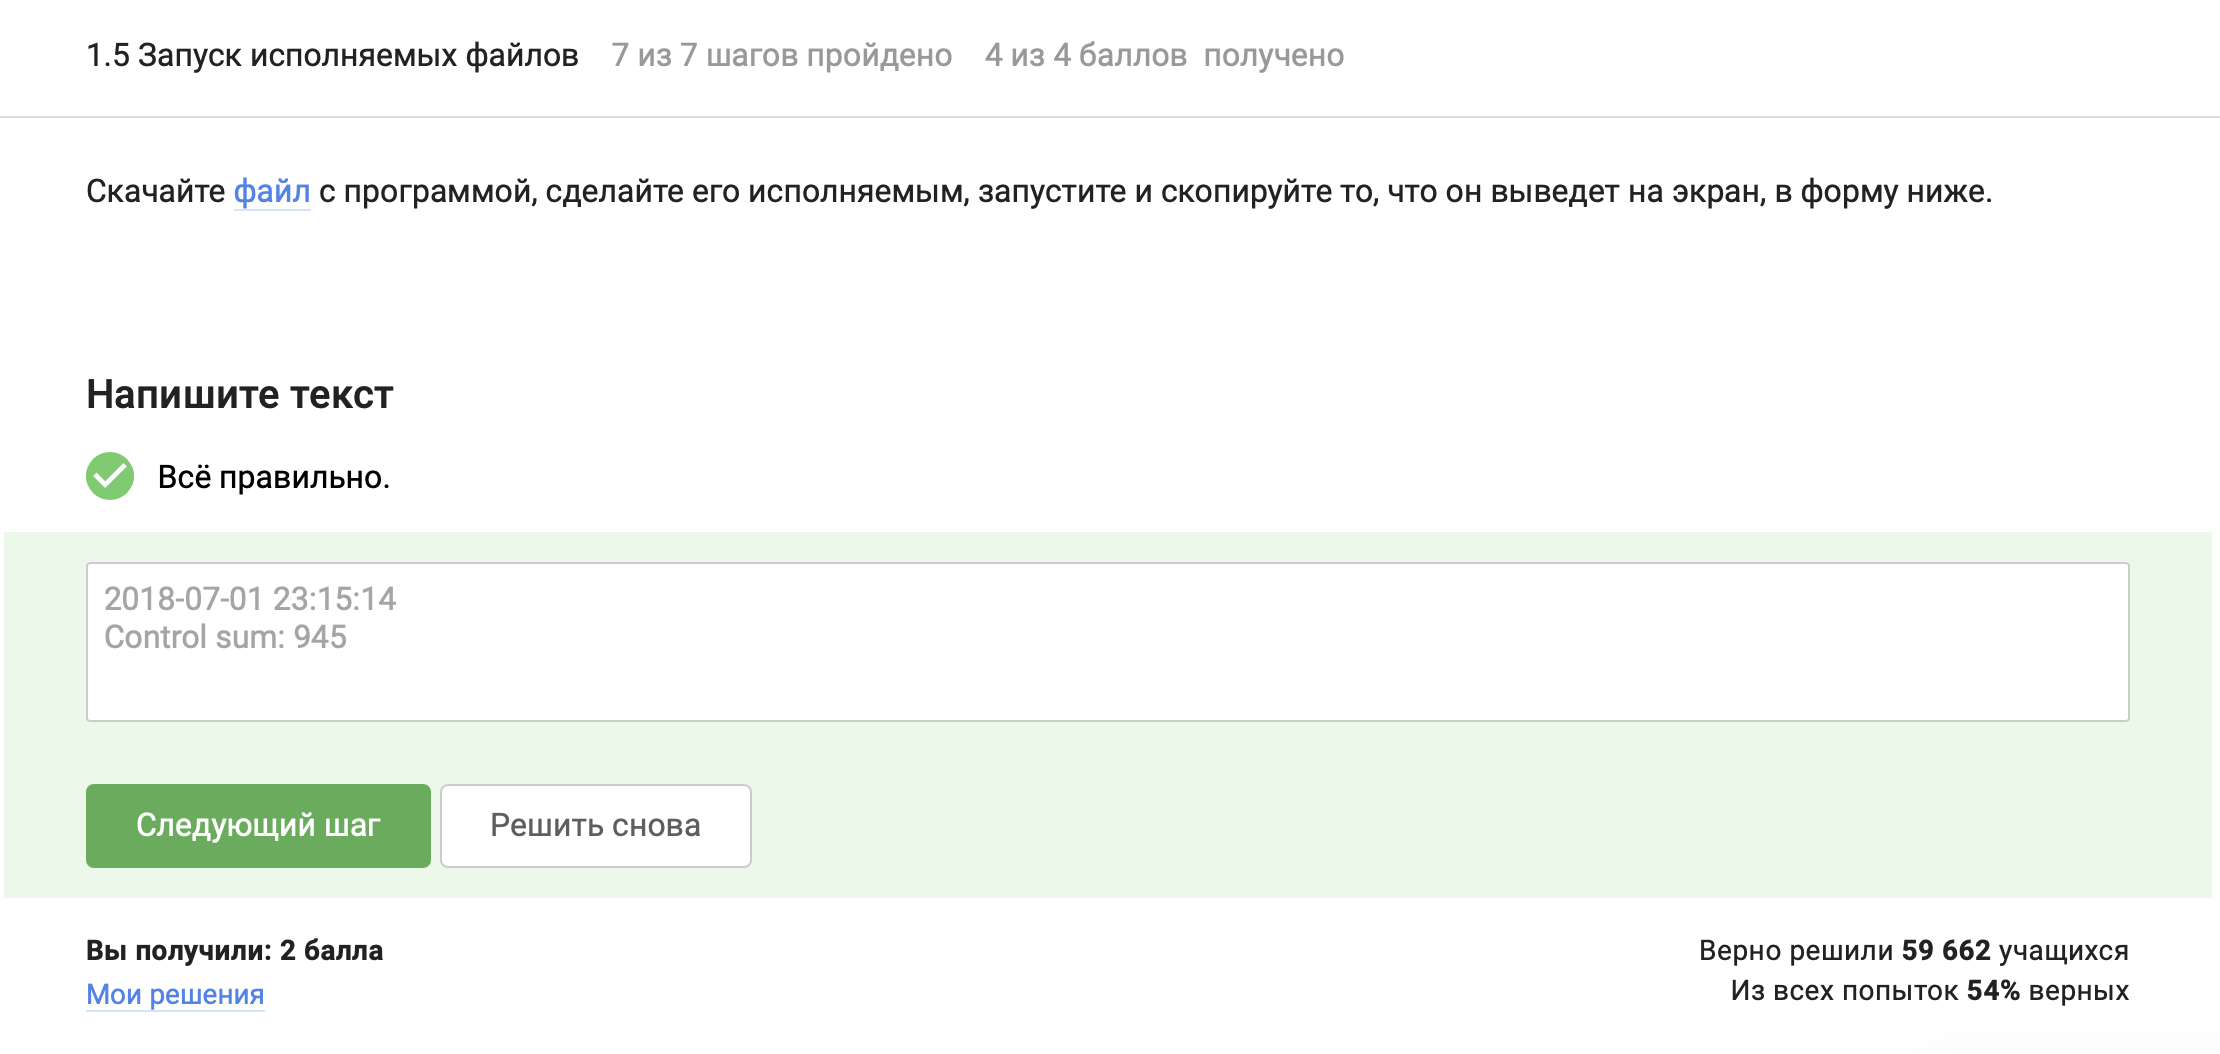 1.5 Запуск исполняемых файлов 7 из 7 шагов пройдено 4 из 4 баллов получено
Скачайте файл с программой, сделайте его исполняемым, запустите и скопируйте то, что он выведет на экран, в форму ниже.
Напишите текст
Всё правильно.
2018-07-01 23:15:14
Control sum: 945
Следующий шаг Решить снова
Вы получили: 2 балла
Мои решения
Верно решили 59 662 учащихся
Из всех попыток 54% верных